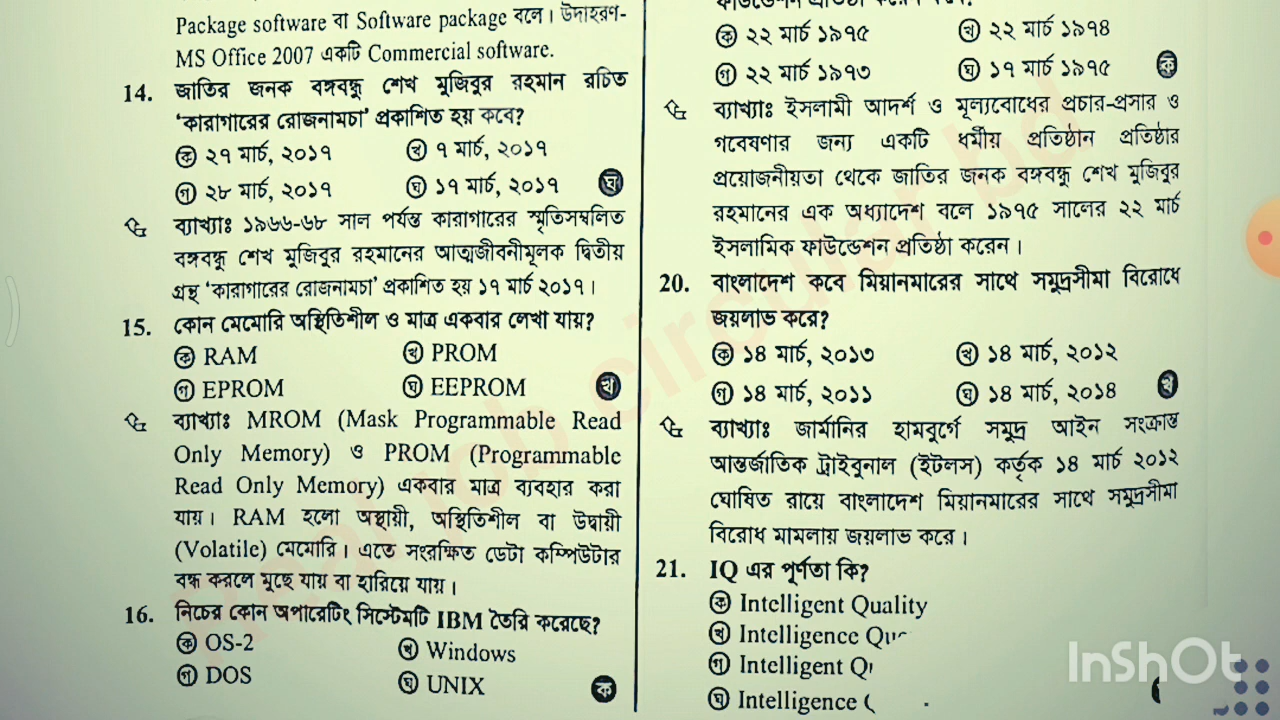 Package software বা Software package বলে। উদাহরণ-
MS Office 2007 একটি Commercial software.
14. জাতির জনক বঙ্গবন্ধু শেখ মুজিবুর রহমান রচিত
‘কারাগারের রোজনামচা’ প্রকাশিত হয় কবে?
ক ২৭ মার্চ, ২০১৭ খ ৭ মার্চ, ২০১৭
গ ২৮ মার্চ, ২০১৭ ঘ ১৭ মার্চ, ২০১৭ ঘ
ব্যাখ্যাঃ ১৯৬৬-৬৮ সাল পর্যন্ত কারাগারের স্মৃতিসম্বলিত
বঙ্গবন্ধু শেখ মুজিবুর রহমানের আত্মজীবনীমূলক দ্বিতীয়
গ্রন্থ ‘কারাগারের রোজনামচা’ প্রকাশিত হয় ১৭ মার্চ ২০১৭।
15. কোন মেমোরি অস্থিতিশীল ও মাত্র একবার লেখা যায়?
ক RAM খ PROM
গ EPROM ঘ EEPROM খ
ব্যাখ্যাঃ MROM (Mask Programmable Read
Only Memory) ও PROM (Programmable
Read Only Memory) একবার মাত্র ব্যবহার করা
যায়। RAM হলো অস্থায়ী, অস্থিতিশীল বা উদ্বায়ী
(Volatile) মেমোরি। এতে সংরক্ষিত ডেটা কম্পিউটার
বন্ধ করলে মুছে যায় বা হারিয়ে যায়।
16. নিচের কোন অপারেটিং সিস্টেমটি IBM তৈরি করেছে?
ক OS-2 খ Windows
গ DOS ঘ UNIX ক
ক ২২ মার্চ ১৯৭৫ খ ২২ মার্চ ১৯৭৪
গ ২২ মার্চ ১৯৭৩ ঘ ১৭ মার্চ ১৯৭৫ ক
ব্যাখ্যাঃ ইসলামী আদর্শ ও মূল্যবোধের প্রচার-প্রসার ও
গবেষণার জন্য একটি ধর্মীয় প্রতিষ্ঠান প্রতিষ্ঠার
প্রয়োজনীয়তা থেকে জাতির জনক বঙ্গবন্ধু শেখ মুজিবুর
রহমানের এক অধ্যাদেশ বলে ১৯৭৫ সালের ২২ মার্চ
ইসলামিক ফাউন্ডেশন প্রতিষ্ঠা করেন।
20. বাংলাদেশ কবে মিয়ানমারের সাথে সমুদ্রসীমা বিরোধে
জয়লাভ করে?
ক ১৪ মার্চ, ২০১৩ খ ১৪ মার্চ, ২০১২
গ ১৪ মার্চ, ২০১১ ঘ ১৪ মার্চ, ২০১৪ খ
ব্যাখ্যাঃ জার্মানির হামবুর্গে সমুদ্র আইন সংক্রান্ত
আন্তর্জাতিক ট্রাইবুনাল (ইটলস) কর্তৃক ১৪ মার্চ ২০১২
ঘোষিত রায়ে বাংলাদেশ মিয়ানমারের সাথে সমুদ্রসীমা
বিরোধ মামলায় জয়লাভ করে।
21. IQ এর পূর্ণতা কি?
ক Intelligent Quality
খ Intelligence
গ Intelligent
ঘ Intelligence
InShOt